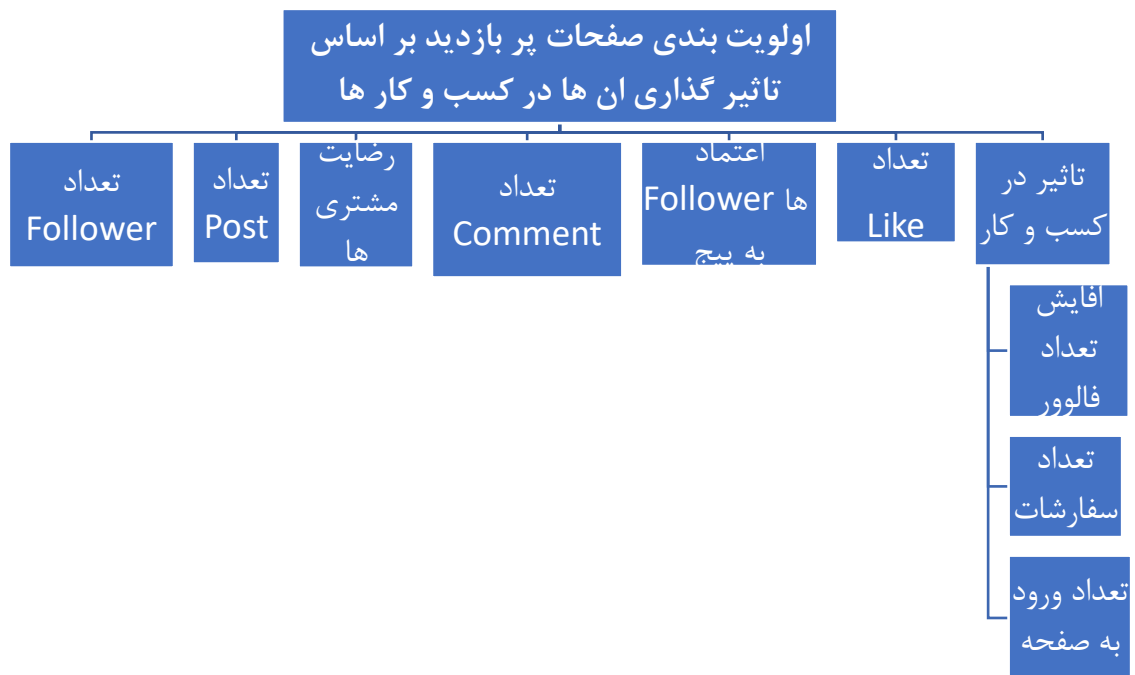 اولویت بندی صفحات پر بازدید بر اساس
تاثیر گذاری ان ها در کسب و کار ها
تاثیر در
کسب و کار
تعداد
Like
اعتماد
Follower ها
به پیج
تعداد
Comment
رضایت
مشتری
ها
تعداد
Post
تعداد
Follower
افایش
تعداد
فالوور
تعداد
سفارشات
تعداد ورود
به صفحه